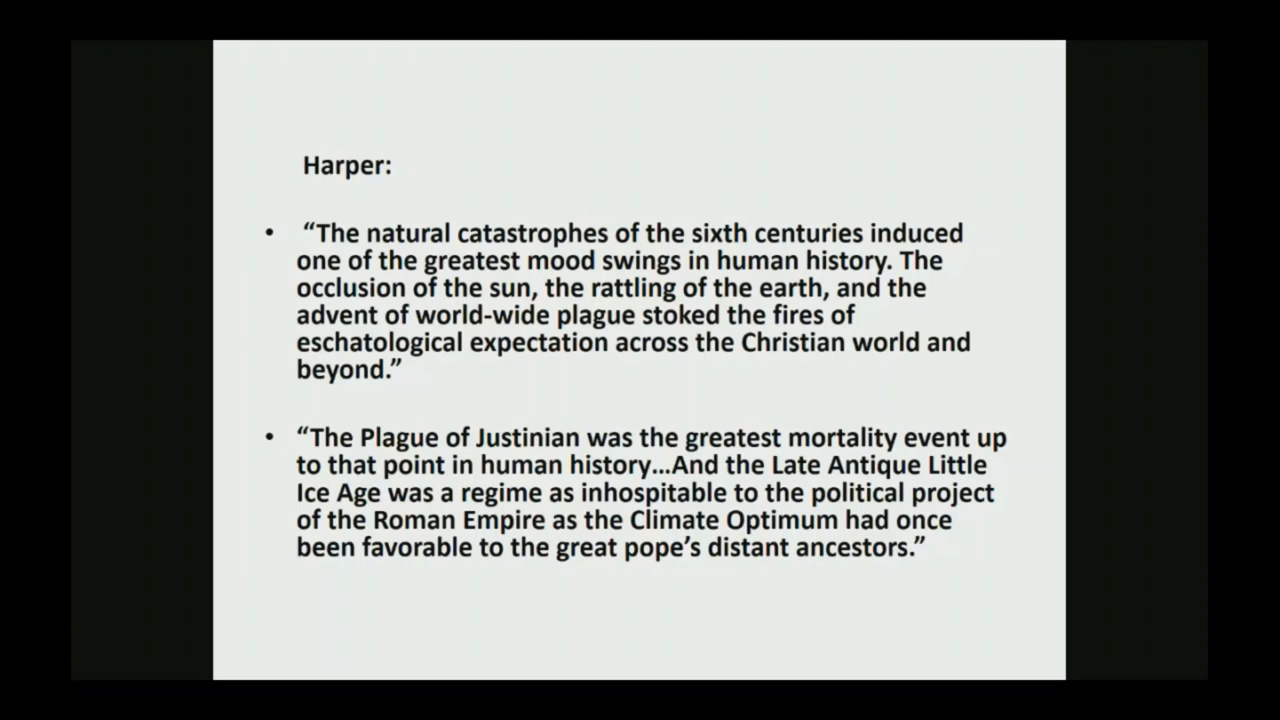 Harper:
• “The natural catastrophes of the sixth centuries induced
one of the greatest mood swings in human history. The
occlusion of the sun, the rattling of the earth, and the
advent of world-wide plague stoked the fires of
eschatological expectation across the Christian world and
beyond.”
• “The Plague of Justinian was the greatest mortality event up
to that point in human history…And the Late Antique Little
Ice Age was a regime as inhospitable to the political project
of the Roman Empire as the Climate Optimum had once
been favorable to the great pope’s distant ancestors.”